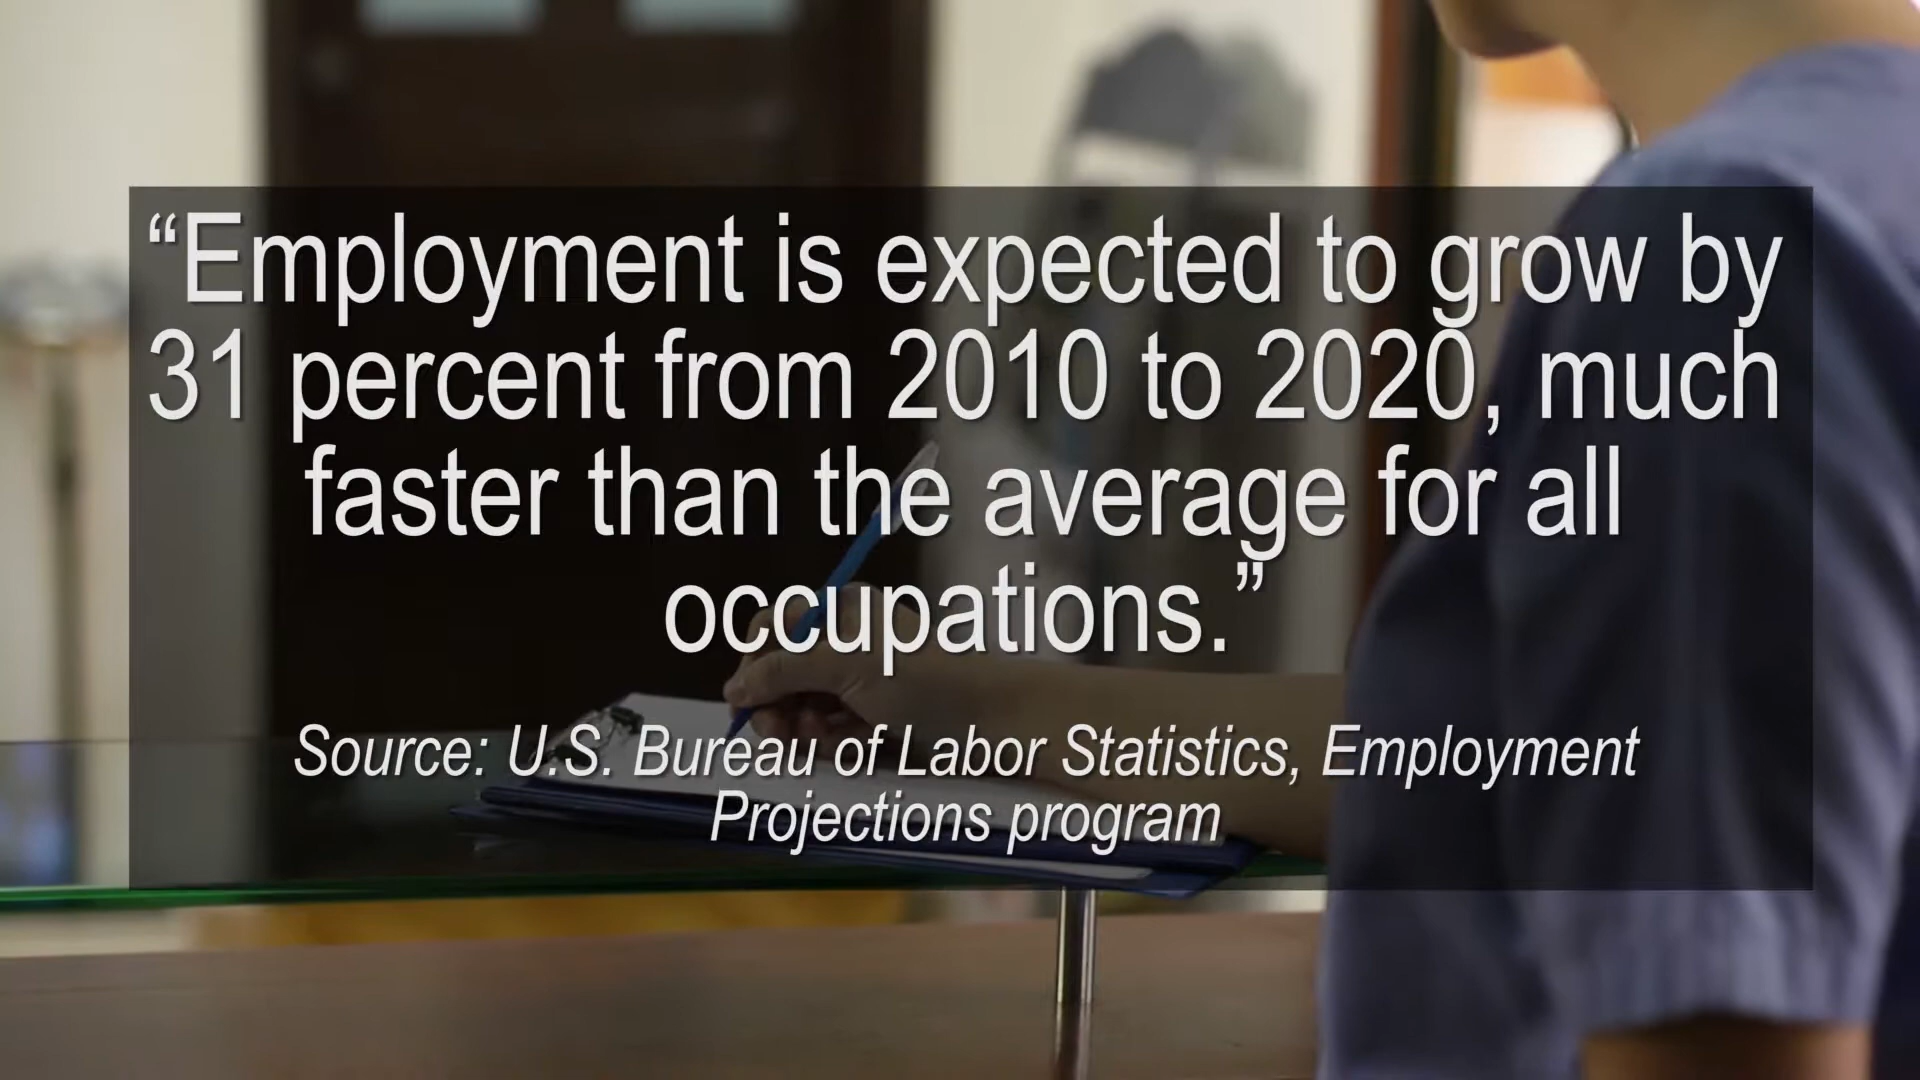 “Employment is expected to grow by
31 percent from 2010 to 2020, much
faster than the average for all
occupations.”
Source: U.S. Bureau of Labor Statistics, Employment
Projections program